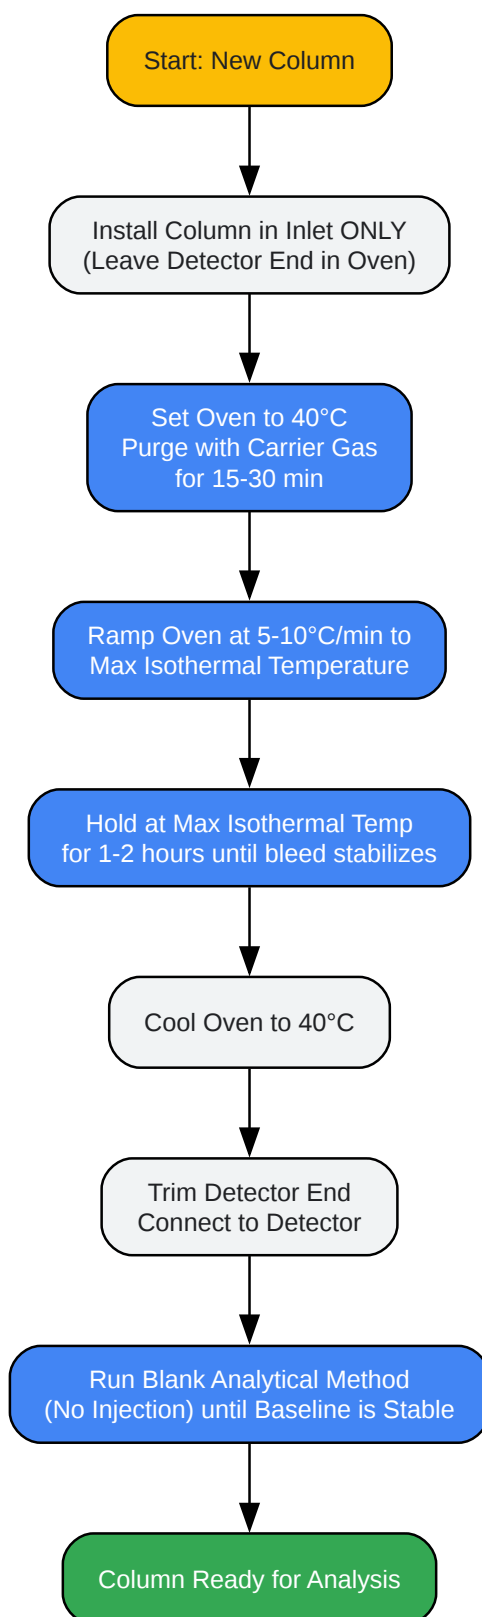 Start: New Column
Install Column in Inlet ONLY
(Leave Detector End in Oven)
Set Oven to 40°C
Purge with Carrier Gas
for 15-30 min
Ramp Oven at 5-10°C/min to
Max Isothermal Temperature
Hold at Max Isothermal Temp
for 1-2 hours until bleed stabilizes
Cool Oven to 40°C
Trim Detector End
Connect to Detector
Run Blank Analytical Method
(No Injection) until Baseline is Stable
Column Ready for Analysis